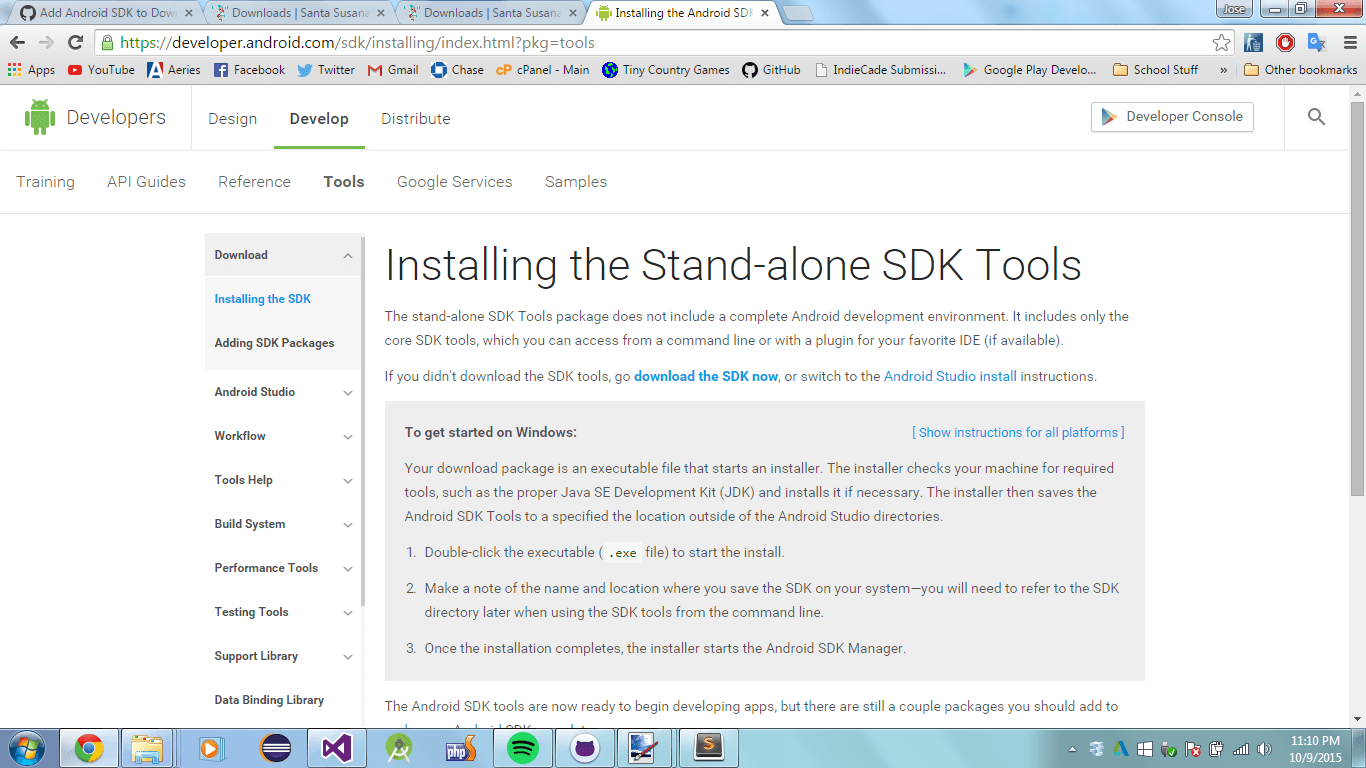 Add Android SDK to Dow
Downloads | Santa Susana
Downloads | Santa Susana
Installing the Android SDK
Jose
https://developer.android.com/sdk/installing/index.html?pkg=tools
Apps YouTube Aeries Facebook Twitter Gmail Chase cPanel - Main Tiny Country Games GitHub IndieCade Submissi... Google Play Develo... School Stuff » Other bookmarks
Developers Design Develop Distribute Developer Console
Training API Guides Reference Tools Google Services Samples
Download
Installing the SDK
Adding SDK Packages
Android Studio
Workflow
Tools Help
Build System
Performance Tools
Testing Tools
Support Library
Data Binding Library
Installing the Stand-alone SDK Tools
The stand-alone SDK Tools package does not include a complete Android development environment. It includes only the
core SDK tools, which you can access from a command line or with a plugin for your favorite IDE (if available).
If you didn't download the SDK tools, go download the SDK now, or switch to the Android Studio install instructions.
To get started on Windows: [ Show instructions for all platforms ]
Your download package is an executable file that starts an installer. The installer checks your machine for required
tools, such as the proper Java SE Development Kit (JDK) and installs it if necessary. The installer then saves the
Android SDK Tools to a specified the location outside of the Android Studio directories.
1. Double-click the executable ( .exe file) to start the install.
2. Make a note of the name and location where you save the SDK on your system—you will need to refer to the SDK
directory later when using the SDK tools from the command line.
3. Once the installation completes, the installer starts the Android SDK Manager.
The Android SDK tools are now ready to begin developing apps, but there are still a couple packages you should add to
php
S
11:10 PM
10/9/2015